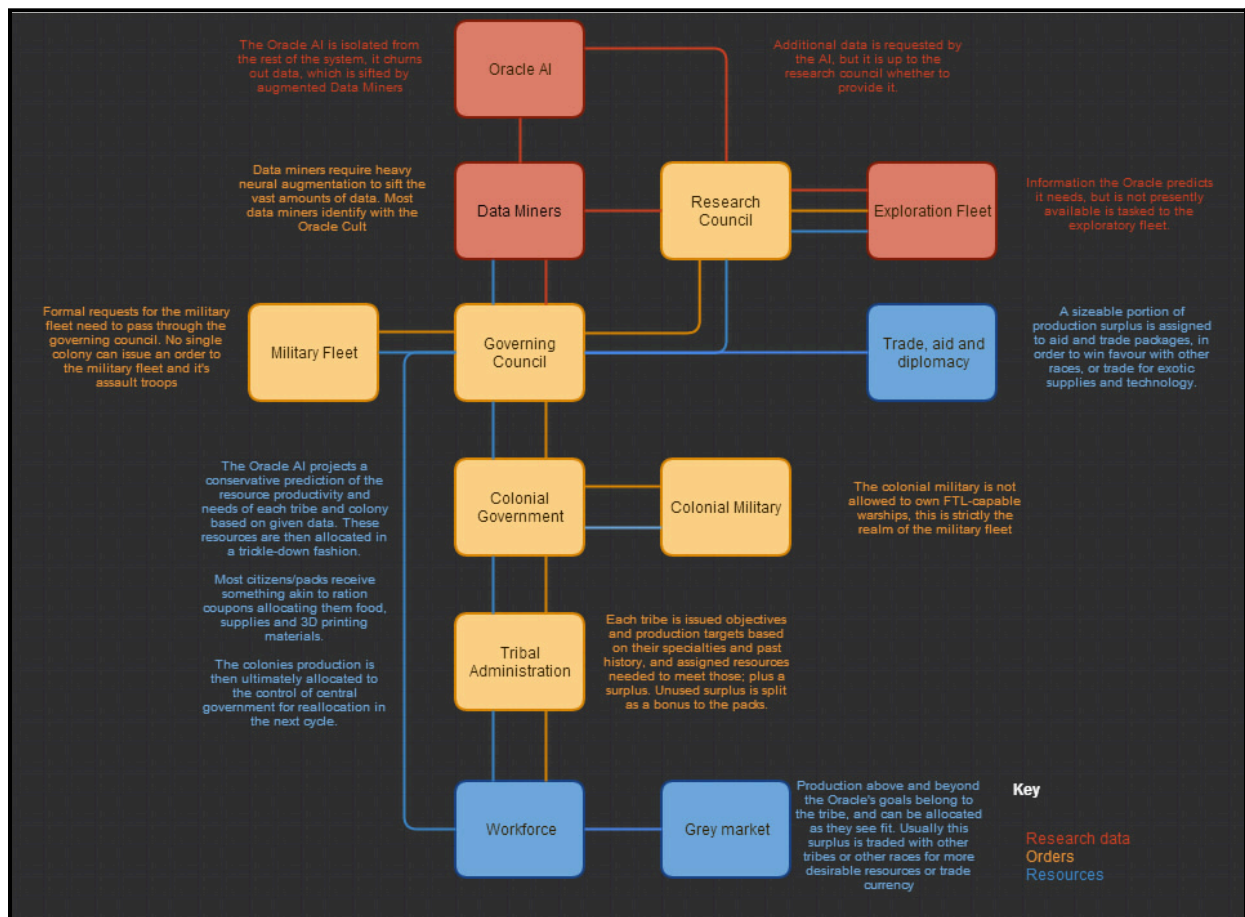 The Oracle AI is isolated from
the rest of the system, it churns
out data, which is sifted by
augmented Data Miners
Oracle AI
Additional data is requested by
the AI, but it is up to the
research council whether to
provide it.
Data miners require heavy
neural augmentation to sift the
vast amounts of data. Most
data miners identify with the
Oracle Cult
Data Miners
Research
Council
Exploration Fleet
Information the Oracle predicts
it needs, but is not presently
available is tasked to the
exploratory fleet.
Formal requests for the military
fleet need to pass through the
governing council. No single
colony can issue an order to
the military fleet and it's
assault troops
Military Fleet
Governing
Council
Trade, aid and
diplomacy
A sizeable portion of
production surplus is assigned
to aid and trade packages, in
order to win favour with other
races, or trade for exotic
supplies and technology.
The Oracle AI projects a
conservative prediction of the
resource productivity and
needs of each tribe and colony
based on given data. These
resources are then allocated in
a trickle-down fashion.
Most citizens/packs receive
something akin to ration
coupons allocating them food,
supplies and 3D printing
materials.
The colonies production is
then ultimately allocated to
the control of central
government for reallocation in
the next cycle.
Colonial
Government
Colonial Military
The colonial military is not
allowed to own FTL-capable
warships, this is strictly the
realm of the military fleet
Tribal
Administration
Each tribe is issued objectives
and production targets based
on their specialties and past
history, and assigned resources
needed to meet those; plus a
surplus. Unused surplus is split
as a bonus to the packs.
Workforce
Grey market
Production above and beyond
the Oracle's goals belong to
the tribe, and can be allocated
as they see fit. Usually this
surplus is traded with other
tribes or other races for more
desirable resources or trade
currency
Key
Research data
Orders
Resources